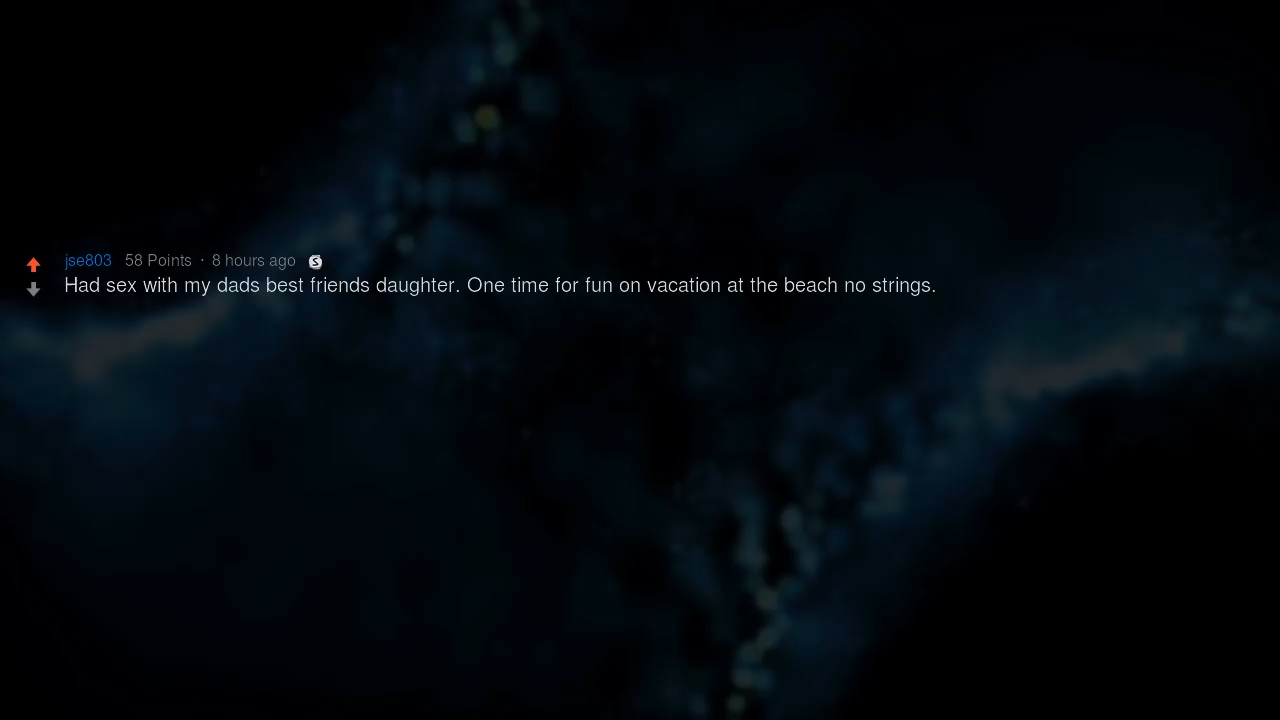 jse803 58 Points · 8 hours ago S
Had sex with my dads best friends daughter. One time for fun on vacation at the beach no strings.